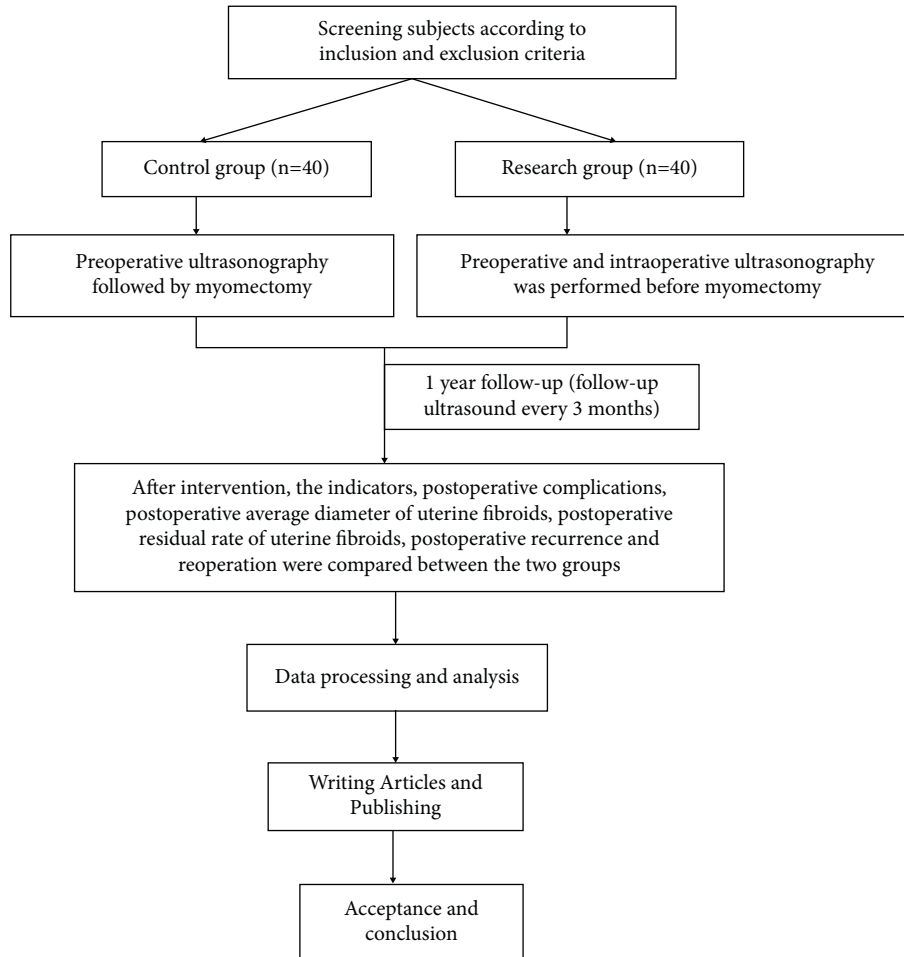 Screening subjects according to
inclusion and exclusion criteria
Control group (n=40)
Research group (n=40)
Preoperative ultrasonography
followed by myomectomy
Preoperative and intraoperative ultrasonography
was performed before myomectomy
1 year follow-up (follow-up
ultrasound every 3 months)
After intervention, the indicators, postoperative complications,
postoperative average diameter of uterine fibroids, postoperative
residual rate of uterine fibroids, postoperative recurrence and
reoperation were compared between the two groups
Data processing and analysis
Writing Articles and
Publishing
Acceptance and
conclusion